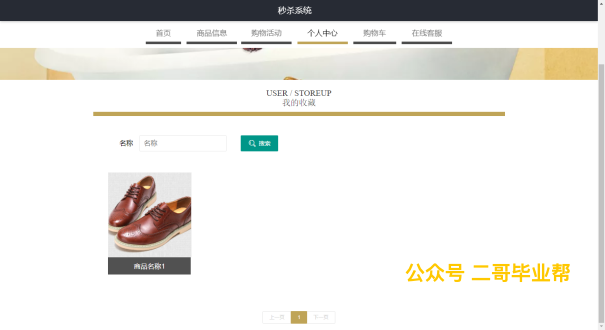 秒杀系统
首页 商品信息 购物活动 个人中心 购物车 在线客服
USER / STOREUP
我的收藏
名称 名称 搜索
商品名称1
公众号 二哥毕业帮
上一页 1 下一页